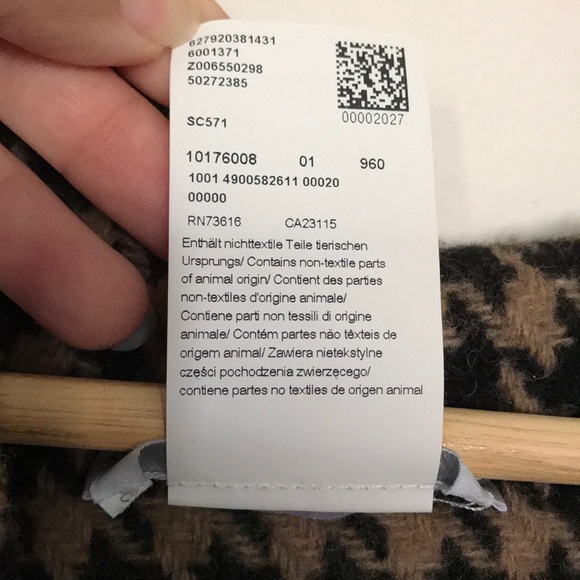 627920381431
6001371
Z006550298
50272385
00002027
SC571
10176008 01 960
1001 4900582611 00020
00000
RN73616 CA23115
Enthält nichttextile Teile tierischen
Ursprungs/ Contains non-textile parts
of animal origin/ Contient des parties
non-textiles d'origine animale/
Contiene parti non tessili di origine
animale/ Contém partes não têxteis de
origem animal/ Zawiera nietekstylne
części pochodzenia zwierzęcego/
contiene partes no textiles de origen animal